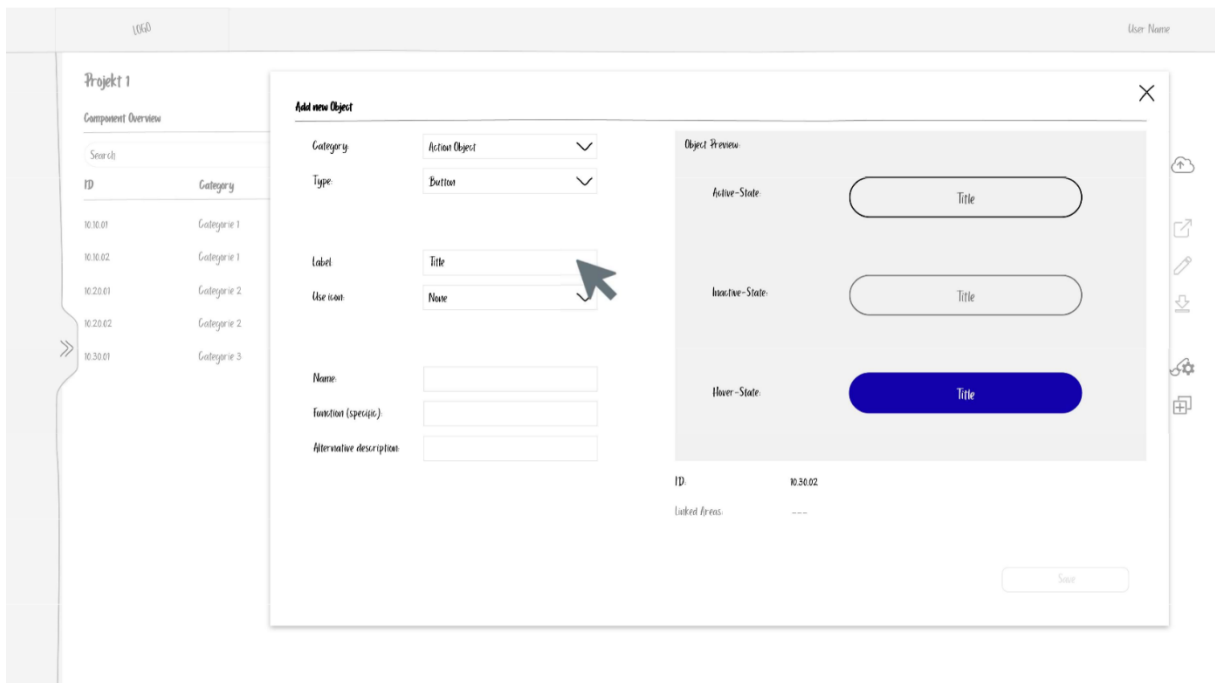 LOGO
User Name
Projekt 1
Component Overview
Search
ID Category
10.10.01 Categorie 1
10.10.02 Categorie 1
10.20.01 Categorie 2
10.20.02 Categorie 2
10.30.01 Categorie 3
Add new Object
Category: Action Object
Type: Button
Label Title
Use icon: None
Name:
Function (specific):
Alternative description:
Object Preview:
Active-State: Title
Inactive-State: Title
Hover-State: Title
ID: 10.30.02
Linked Areas: ---
Save